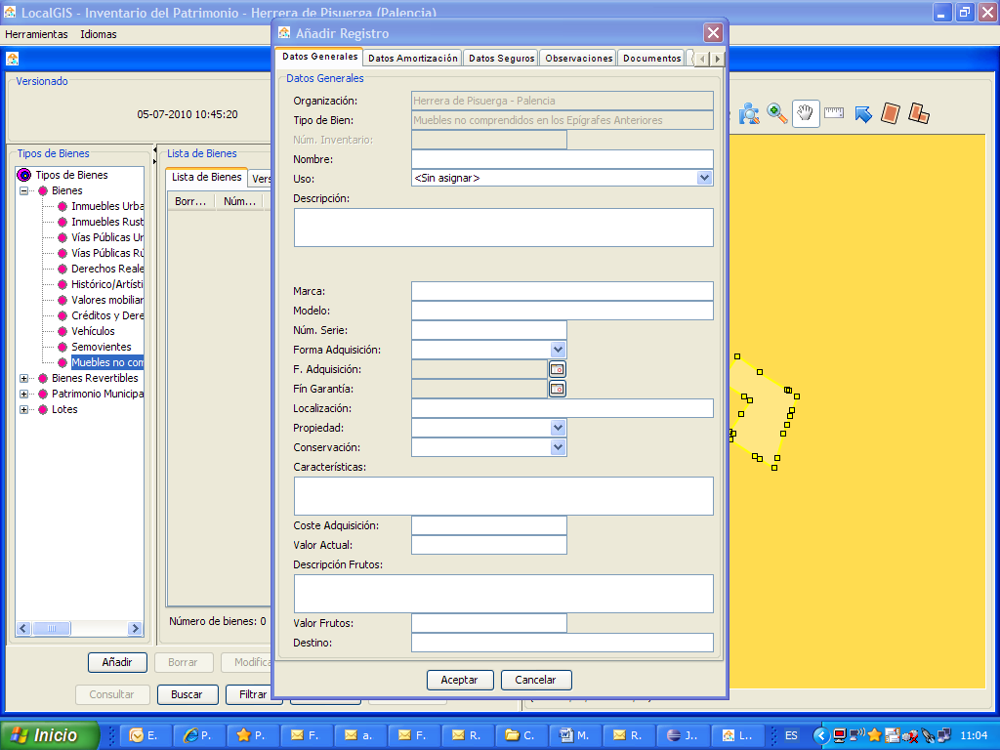 LocalGIS - Inventario del Patrimonio - Herrera de Pisuerga (Palencia)
Herramientas Idiomas
Versionado
05-07-2010 10:45:20
Tipos de Bienes
Tipos de Bienes
Bienes
Inmuebles Urba
Inmuebles Rust
Vías Públicas Ur
Vías Públicas Rú
Derechos Reale
Histórico/Artísti
Valores mobiliar
Créditos y Dere
Vehículos
Semovientes
Muebles no com
Bienes Revertibles
Patrimonio Municipa
Lotes
Lista de Bienes
Lista de Bienes Vers
Borr... Núm...
Número de bienes: 0
Añadir Borrar Modifica
Consultar Buscar Filtrar
Añadir Registro
Datos Generales Datos Amortización Datos Seguros Observaciones Documentos
Datos Generales
Organización: Herrera de Pisuerga - Palencia
Tipo de Bien: Muebles no comprendidos en los Epígrafes Anteriores
Núm. Inventario:
Nombre:
Uso: <Sin asignar>
Descripción:
Marca:
Modelo:
Núm. Serie:
Forma Adquisición:
F. Adquisición:
Fín Garantía:
Localización:
Propiedad:
Conservación:
Características:
Coste Adquisición:
Valor Actual:
Descripción Frutos:
Valor Frutos:
Destino:
Aceptar Cancelar
Inicio E. P. P. F. a. F. R. C. M. R. J.. L.. ES 11:04